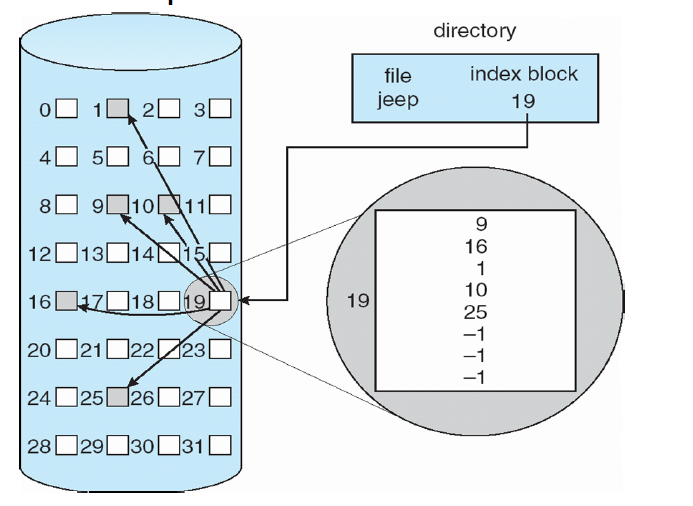 directory
file index block
jeep 19
0 1 2 3
4 5 6 7
8 9 10 11
12 13 14 15
16 17 18 19
20 21 22 23
24 25 26 27
28 29 30 31
19
9
16
1
10
25
–1
–1
–1